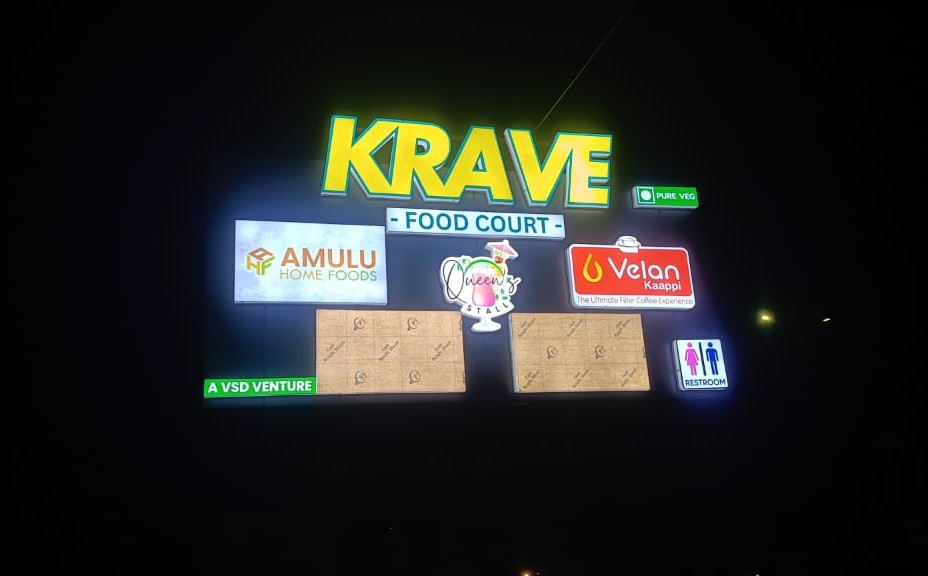 KRAVE
PURE VEG
- FOOD COURT -
AMULU
HOME FOODS
Queen's
STALL
Velan
Kaappi
The Ultimate Filter Coffee Experience
A VSD VENTURE
RESTROOM